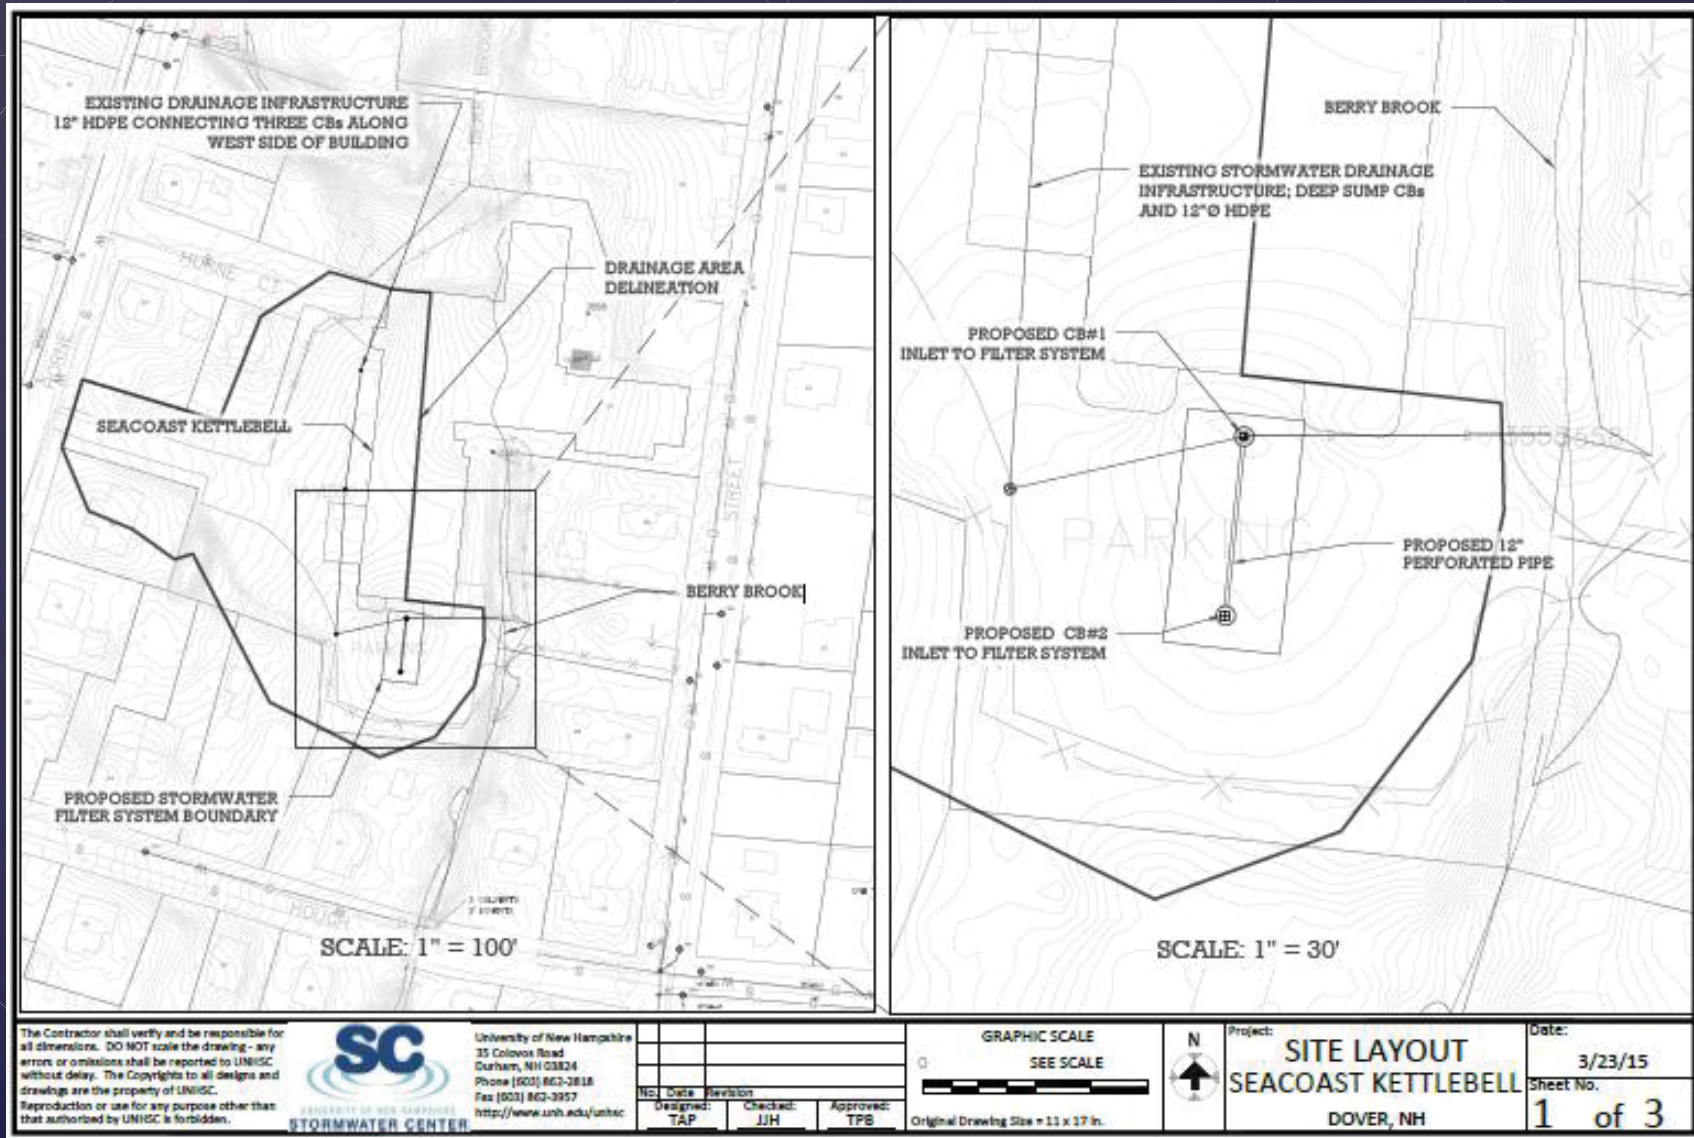 EXISTING DRAINAGE INFRASTRUCTURE
12" HDPE CONNECTING THREE CBs ALONG
WEST SIDE OF BUILDING
HORNE CT
DRAINAGE AREA
DELINEATION
HORNE
SEACOAST KETTLEBELL
STREET
BERRY BROOK
PARKING
PROPOSED STORMWATER
FILTER SYSTEM BOUNDARY
HOUGH
SCALE: 1" = 100'
BERRY BROOK
EXISTING STORMWATER DRAINAGE
INFRASTRUCTURE; DEEP SUMP CBs
AND 12"Ø HDPE
PROPOSED CB#1
INLET TO FILTER SYSTEM
PARKING
PROPOSED 12"
PERFORATED PIPE
PROPOSED CB#2
INLET TO FILTER SYSTEM
SCALE: 1" = 30'
The Contractor shall verify and be responsible for
all dimensions. DO NOT scale the drawing - any
errors or omissions shall be reported to UNHSC
without delay. The Copyrights to all designs and
drawings are the property of UNHSC.
Reproduction or use for any purpose other than
that authorized by UNHSC is forbidden.
SC
UNIVERSITY OF NEW HAMPSHIRE
STORMWATER CENTER
University of New Hampshire
35 Colovos Road
Durham, NH 03824
Phone (603) 862-2818
Fax (603) 862-3957
http://www.unh.edu/unhsc
No. Date Revision
Designed: Checked: Approved:
TAP JJH TPB
GRAPHIC SCALE
0 SEE SCALE
Original Drawing Size = 11 x 17 in.
N
Project:
SITE LAYOUT
SEACOAST KETTLEBELL
DOVER, NH
Date:
3/23/15
Sheet No.
1 of 3